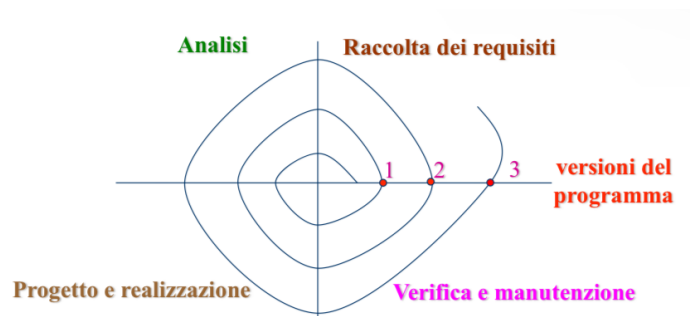 Analisi
Raccolta dei requisiti
1
2
3
versioni del
programma
Progetto e realizzazione
Verifica e manutenzione